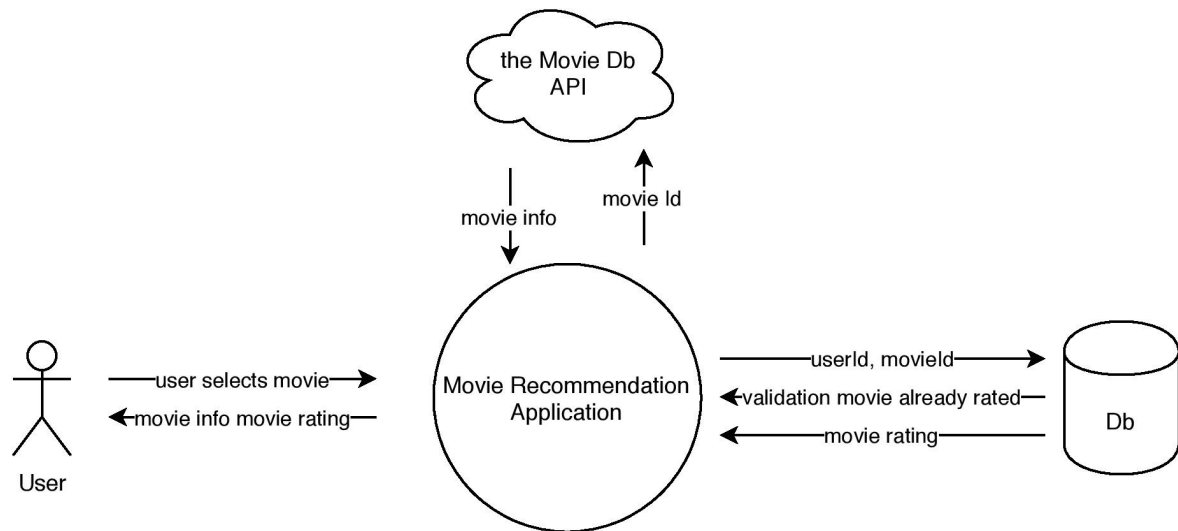 the Movie Db
API
movie info
movie Id
user selects movie
movie info movie rating
User
Movie Recommendation
Application
userId, movieId
validation movie already rated
movie rating
Db